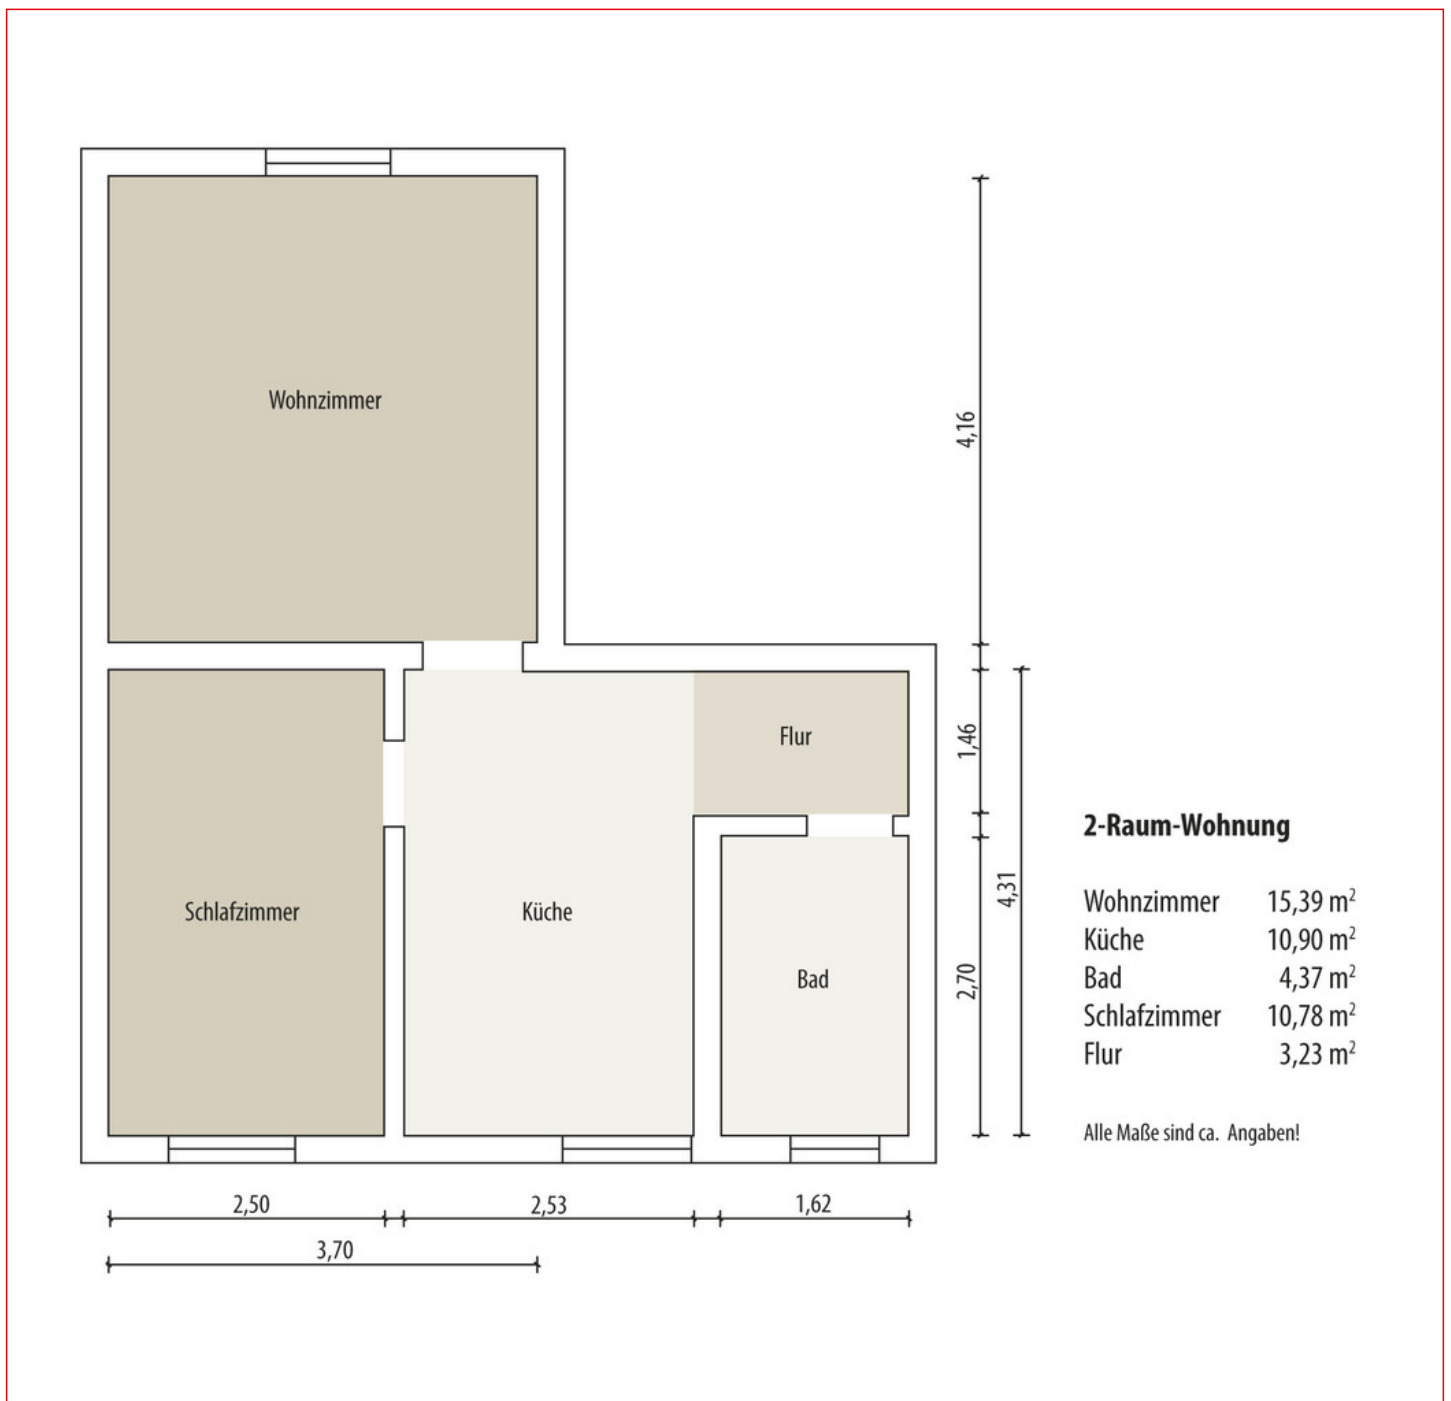 Wohnzimmer
4,16
Flur
1,46
2-Raum-Wohnung
Schlafzimmer
Küche
4,31
Wohnzimmer 15,39 m²
Küche 10,90 m²
Bad
2,70
Bad 4,37 m²
Schlafzimmer 10,78 m²
Flur 3,23 m²
Alle Maße sind ca. Angaben!
2,50
2,53
1,62
3,70